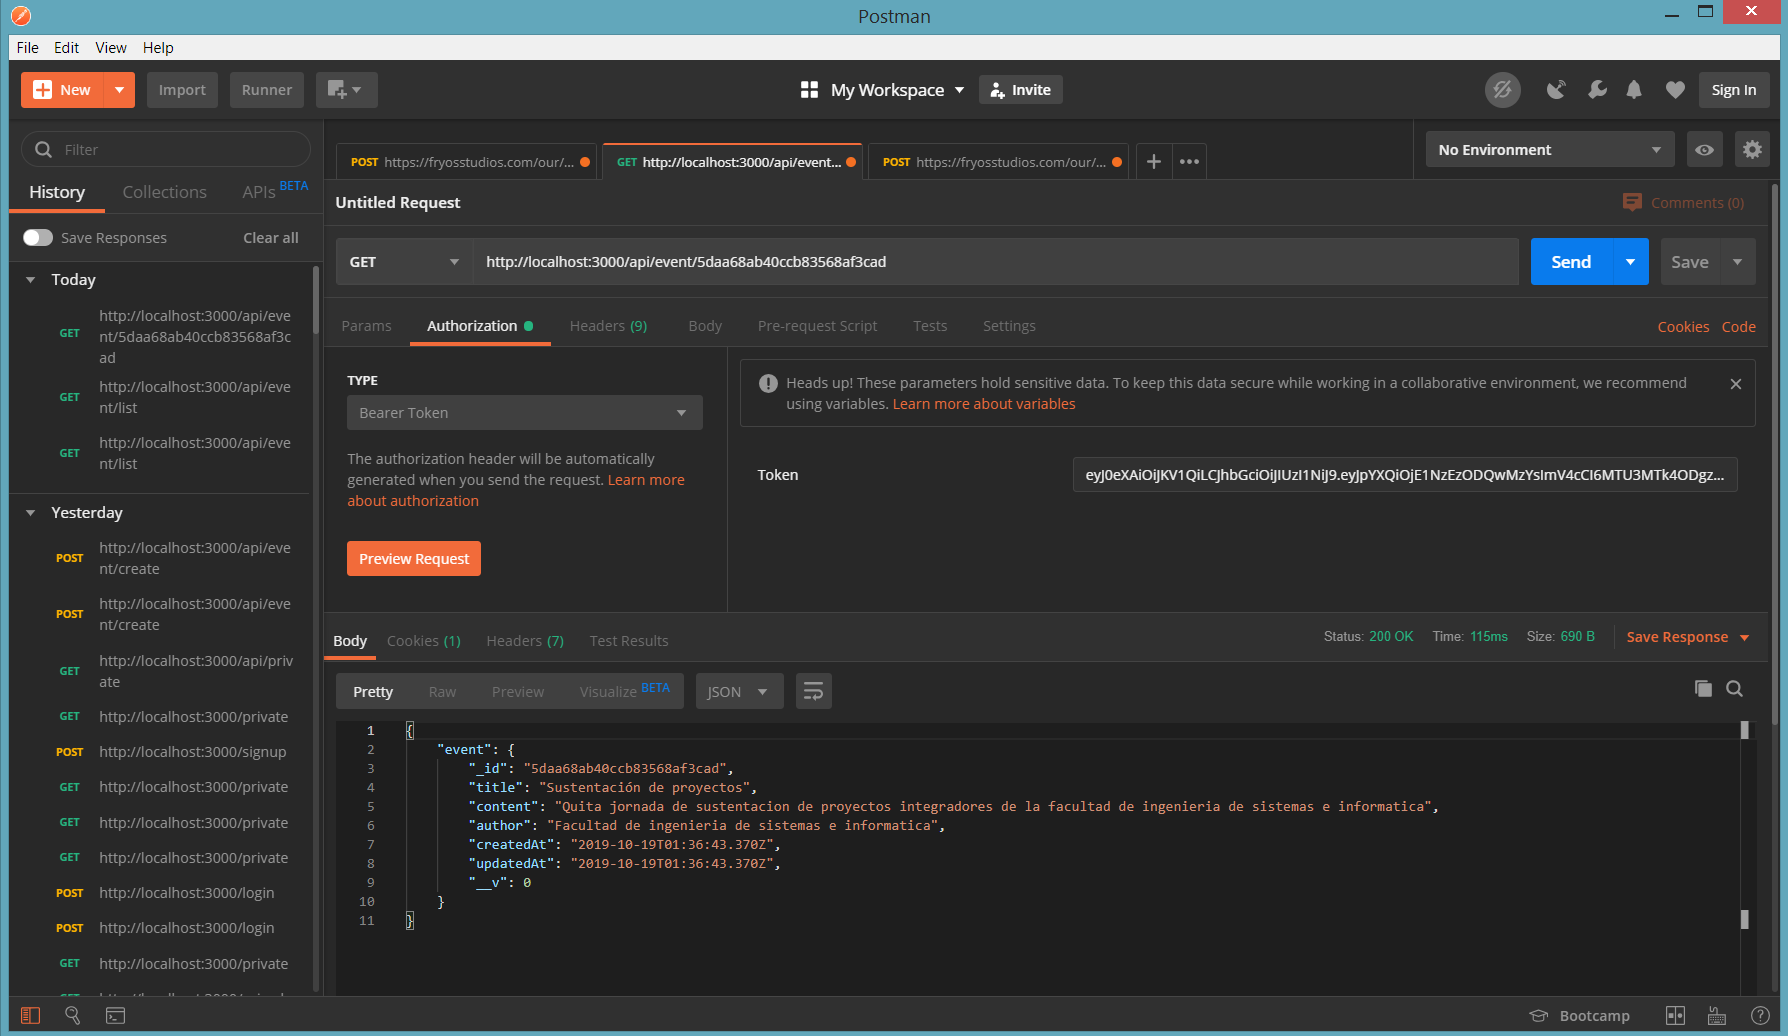 Postman
File Edit View Help
New Import Runner My Workspace Invite Sign In
Filter
History Collections APIs BETA
Save Responses Clear all
Today
GET http://localhost:3000/api/eve
nt/5daa68ab40ccb83568af3c
ad
GET http://localhost:3000/api/eve
nt/list
GET http://localhost:3000/api/eve
nt/list
Yesterday
POST http://localhost:3000/api/eve
nt/create
POST http://localhost:3000/api/eve
nt/create
GET http://localhost:3000/api/priv
ate
GET http://localhost:3000/private
POST http://localhost:3000/signup
GET http://localhost:3000/private
GET http://localhost:3000/private
GET http://localhost:3000/private
POST http://localhost:3000/login
POST http://localhost:3000/login
GET http://localhost:3000/private
POST https://fryosstudios.com/our/... GET http://localhost:3000/api/event... POST https://fryosstudios.com/our/... + •••
No Environment
Untitled Request Comments (0)
GET http://localhost:3000/api/event/5daa68ab40ccb83568af3cad Send Save
Params Authorization Headers (9) Body Pre-request Script Tests Settings Cookies Code
TYPE
Bearer Token
The authorization header will be automatically
generated when you send the request. Learn more
about authorization
Preview Request
Heads up! These parameters hold sensitive data. To keep this data secure while working in a collaborative environment, we recommend
using variables. Learn more about variables
Token eyJ0eXAiOiJKV1QiLCJhbGciOiJIUzI1NiJ9.eyJpYXQiOjE1NzEzODQwMzYsImV4cCI6MTU3MTk4ODgz...
Body Cookies (1) Headers (7) Test Results Status: 200 OK Time: 115ms Size: 690 B Save Response
Pretty Raw Preview Visualize BETA JSON
1 {
2 "event": {
3 "_id": "5daa68ab40ccb83568af3cad",
4 "title": "Sustentación de proyectos",
5 "content": "Quita jornada de sustentacion de proyectos integradores de la facultad de ingenieria de sistemas e informatica",
6 "author": "Facultad de ingenieria de sistemas e informatica",
7 "createdAt": "2019-10-19T01:36:43.370Z",
8 "updatedAt": "2019-10-19T01:36:43.370Z",
9 "__v": 0
10 }
11 }
Bootcamp